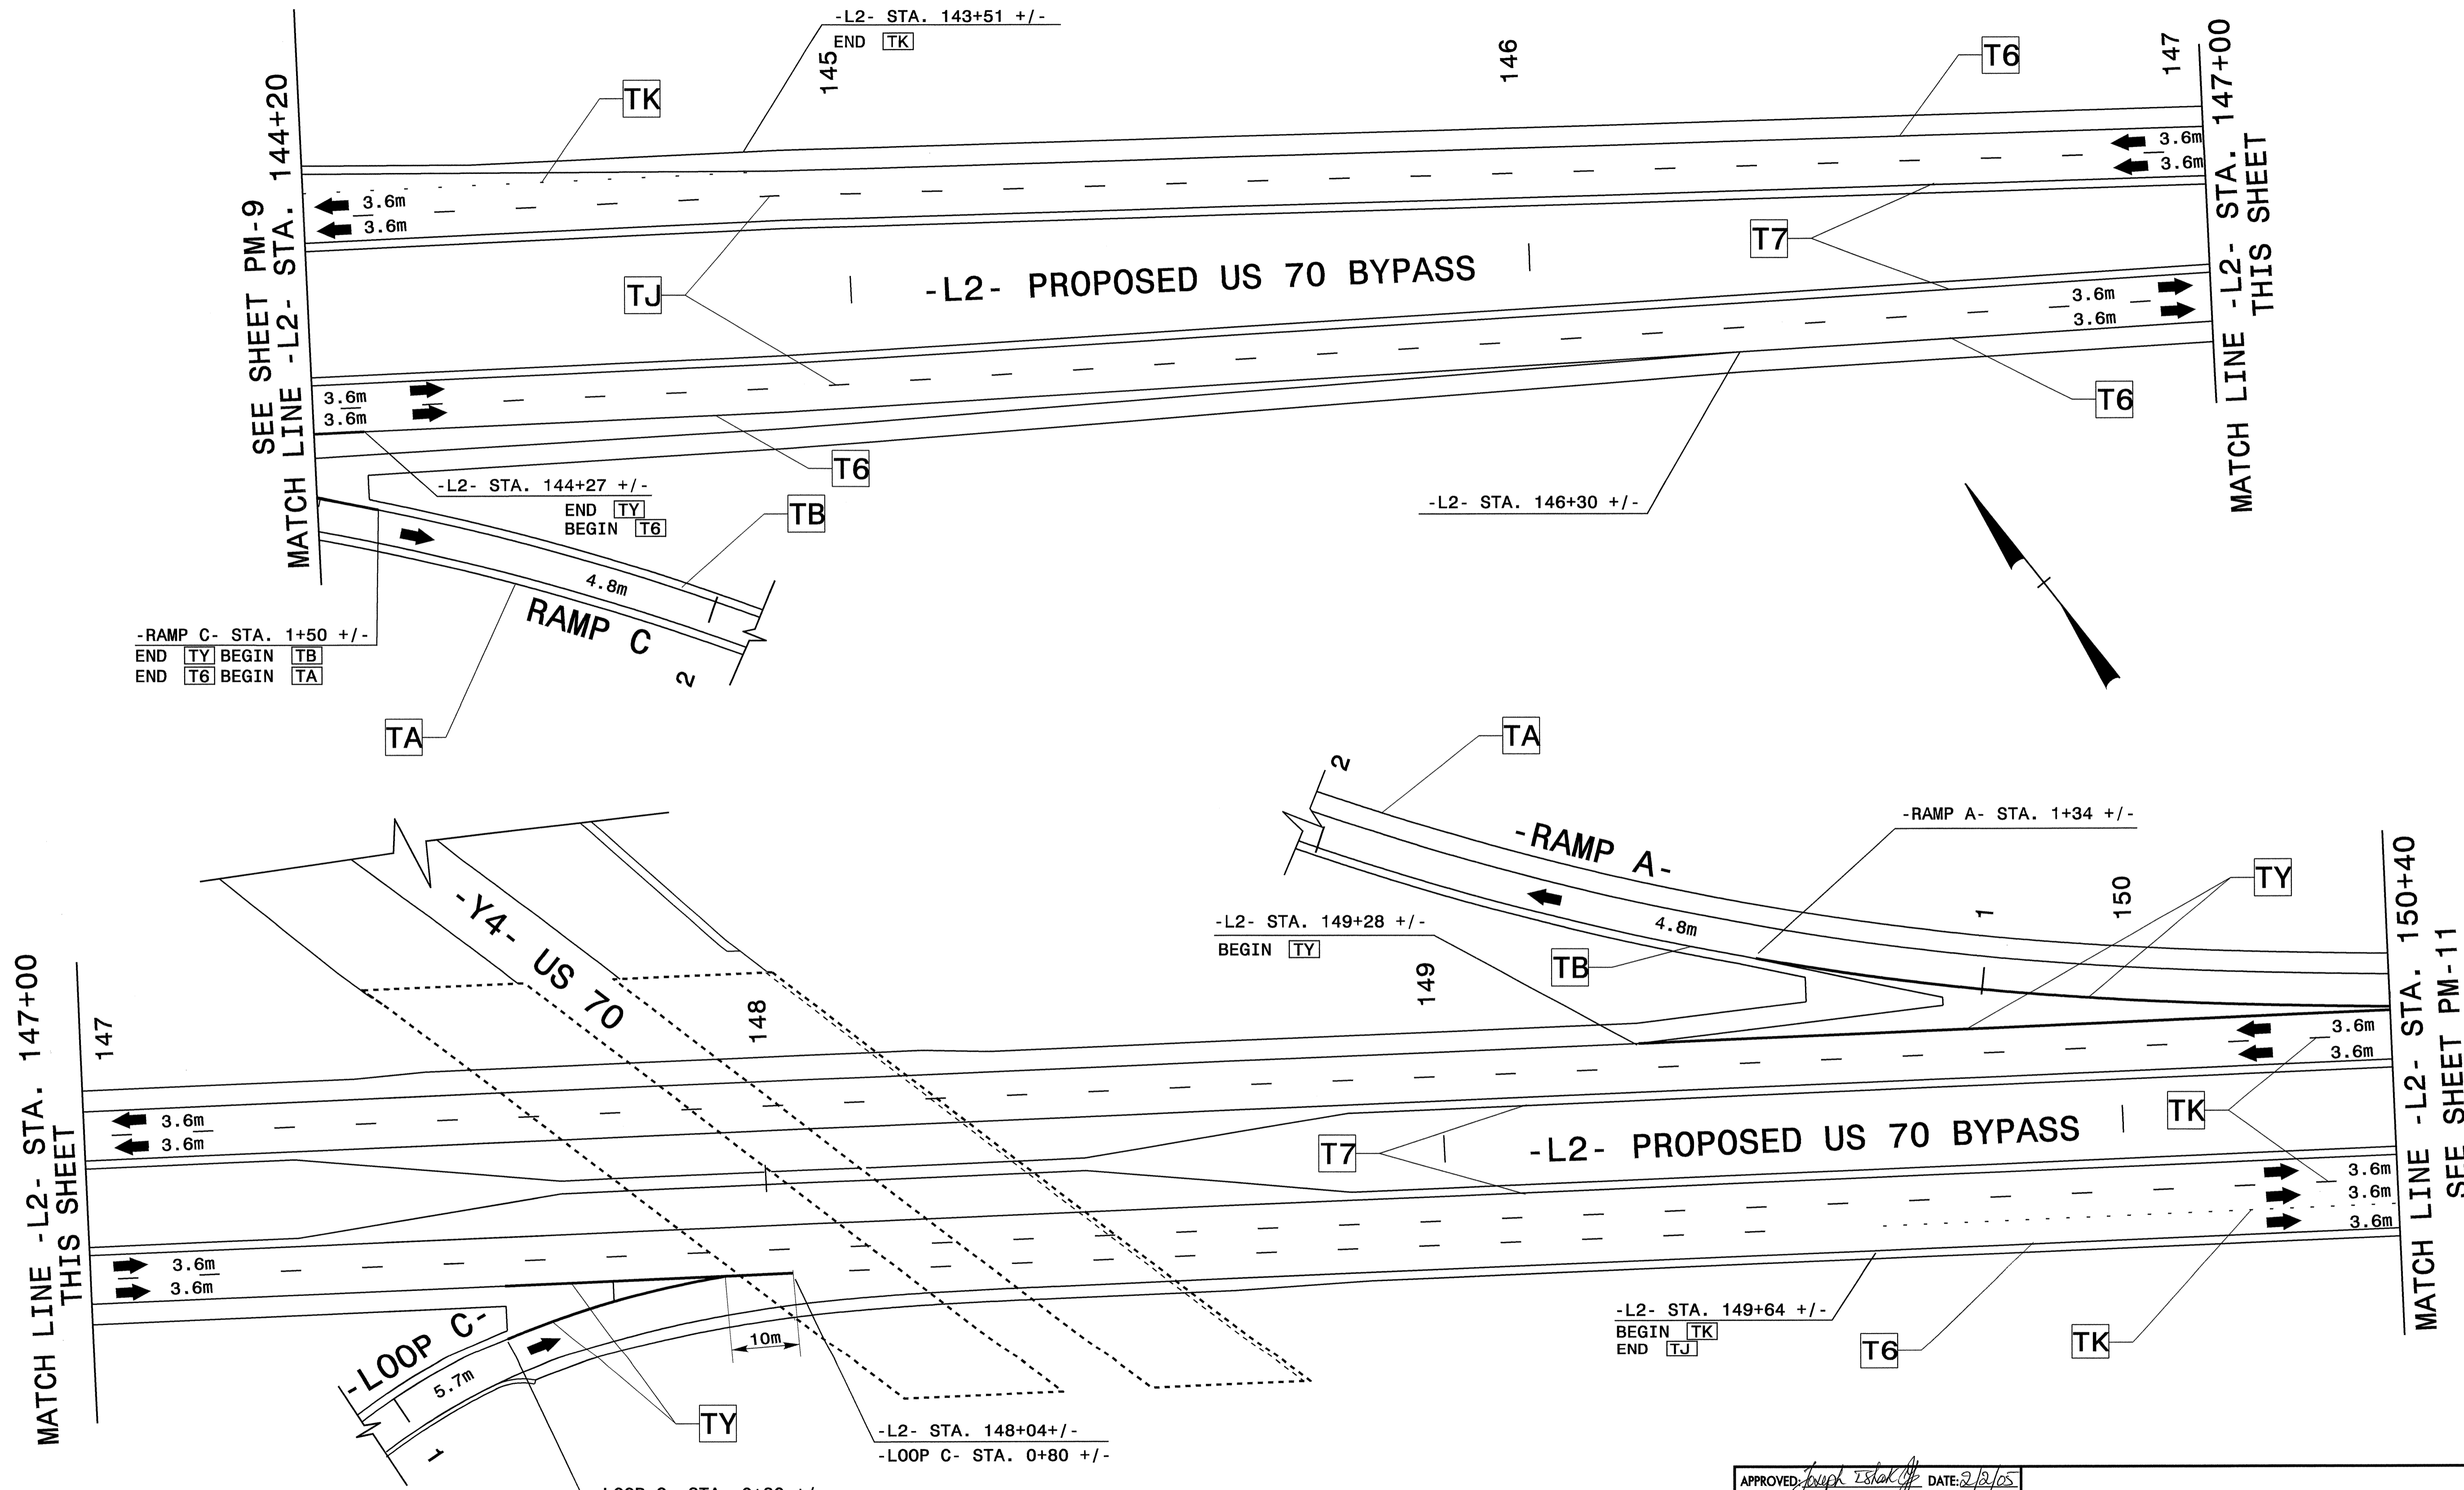 -L2- STA. 143+51 +/-
END TK
145
146
147
T6
TK
SEE SHEET PM-9
MATCH LINE -L2- STA. 144+20
3.6m
3.6m
3.6m
3.6m
MATCH LINE -L2- STA. 147+00
THIS SHEET
T7
TJ
-L2- PROPOSED US 70 BYPASS
3.6m
3.6m
3.6m
3.6m
T6
T6
-L2- STA. 144+27 +/-
END TY
BEGIN T6
TB
-L2- STA. 146+30 +/-
4.8m
RAMP C
2
-RAMP C- STA. 1+50 +/-
END TY BEGIN TB
END T6 BEGIN TA
TA
TA
2
-RAMP A-
-RAMP A- STA. 1+34 +/-
TY
-Y4- US 70
-L2- STA. 149+28 +/-
BEGIN TY
4.8m
TB
1
150
149
148
147
MATCH LINE -L2- STA. 147+00
THIS SHEET
3.6m
3.6m
3.6m
3.6m
MATCH LINE -L2- STA. 150+40
SEE SHEET PM-11
TK
T7
-L2- PROPOSED US 70 BYPASS
3.6m
3.6m
3.6m
3.6m
3.6m
-LOOP C-
5.7m
10m
1
TY
-L2- STA. 149+64 +/-
BEGIN TK
END TJ
T6
TK
-L2- STA. 148+04+/-
-LOOP C- STA. 0+80 +/-
APPROVED: DATE: 2/2/05